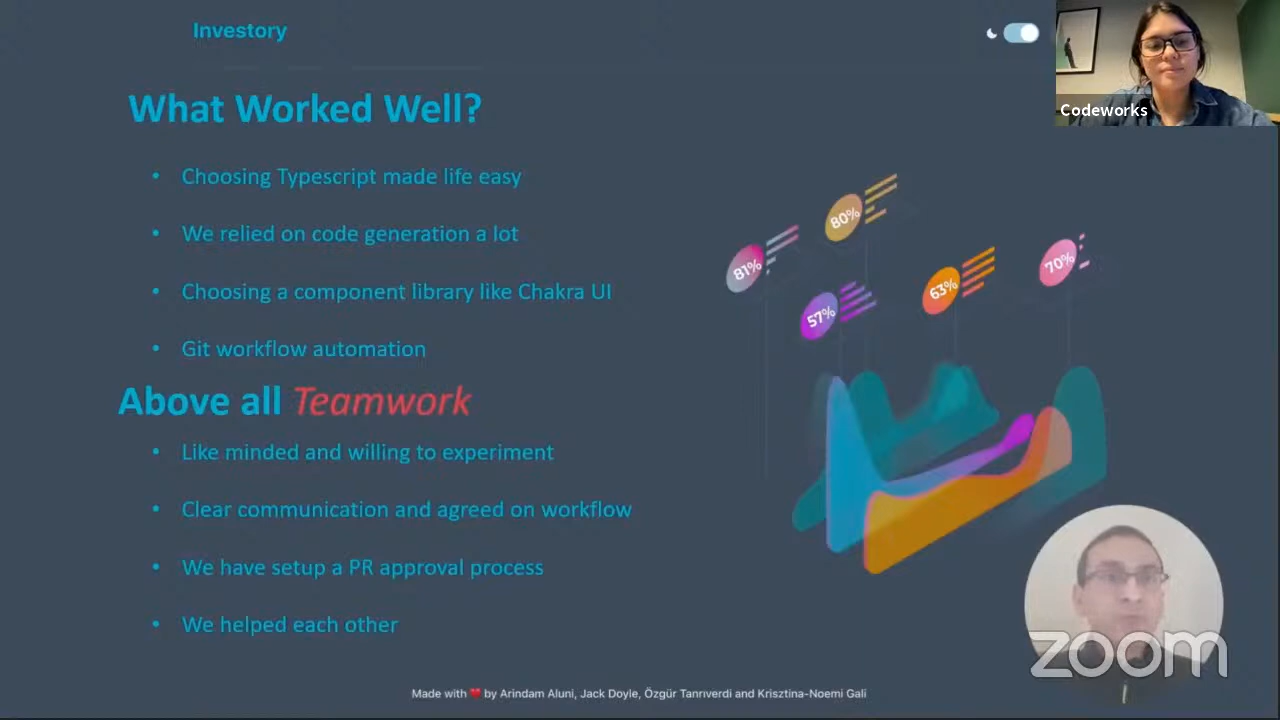 Investory
Codeworks
What Worked Well?
• Choosing Typescript made life easy
• We relied on code generation a lot
• Choosing a component library like Chakra UI
• Git workflow automation
Above all Teamwork
• Like minded and willing to experiment
• Clear communication and agreed on workflow
• We have setup a PR approval process
• We helped each other
80%
81%
70%
63%
57%
zoom
Made with ❤️ by Arindam Aluni, Jack Doyle, Özgür Tanrıverdi and Krisztina-Noemi Gali